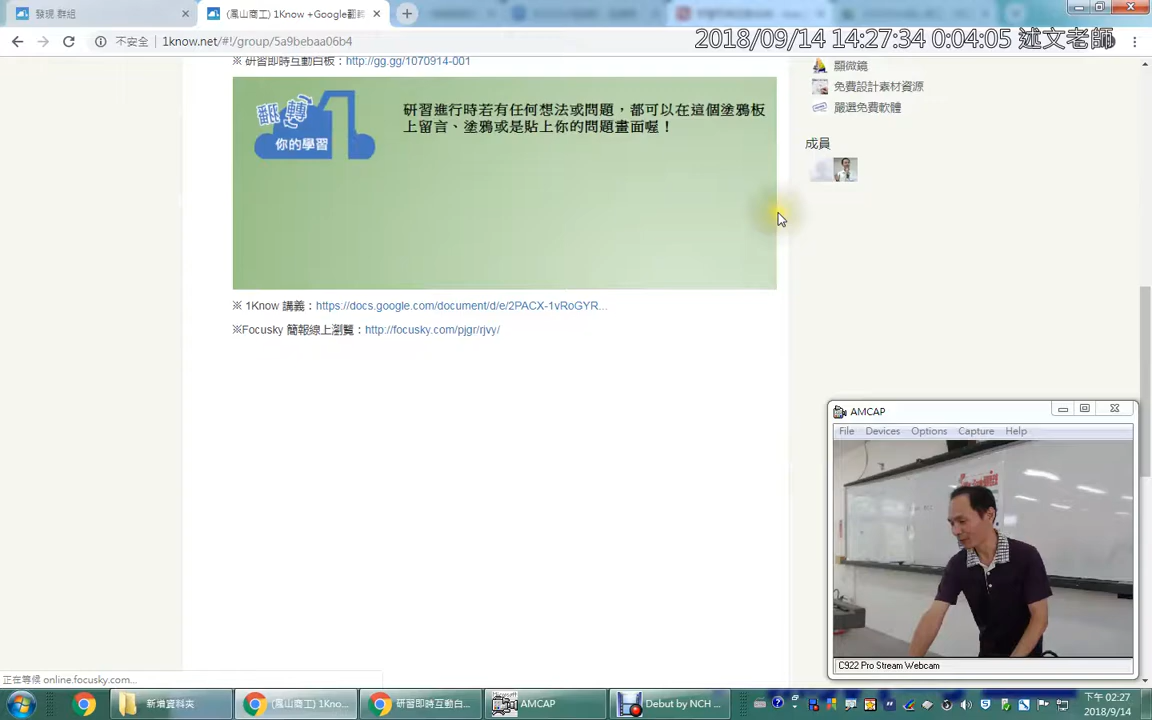 發現 群組
(鳳山商工) 1Know +Google翻轉
不安全
1know.net/#!/group/5a9bebaa06b4
2018/09/14 14:27:34 0:04:05 述文老師
※ 研習即時互動白板：http://gg.gg/1070914-001
翻轉
你的學習
研習進行時若有任何想法或問題，都可以在這個塗鴉板
上留言、塗鴉或是貼上你的問題畫面喔！
※ 1Know 講義：https://docs.google.com/document/d/e/2PACX-1vRoGYR...
※Focusky 簡報線上瀏覽：http://focusky.com/pjgr/rjvy/
顯微鏡
免費設計素材資源
嚴選免費軟體
成員
AMCAP
File Devices Options Capture Help
C922 Pro Stream Webcam
正在等候 online.focusky.com...
新增資料夾
(鳳山商工) 1Kno...
研習即時互動白...
AMCAP
Debut by NCH ...
下午 02:27
2018/9/14